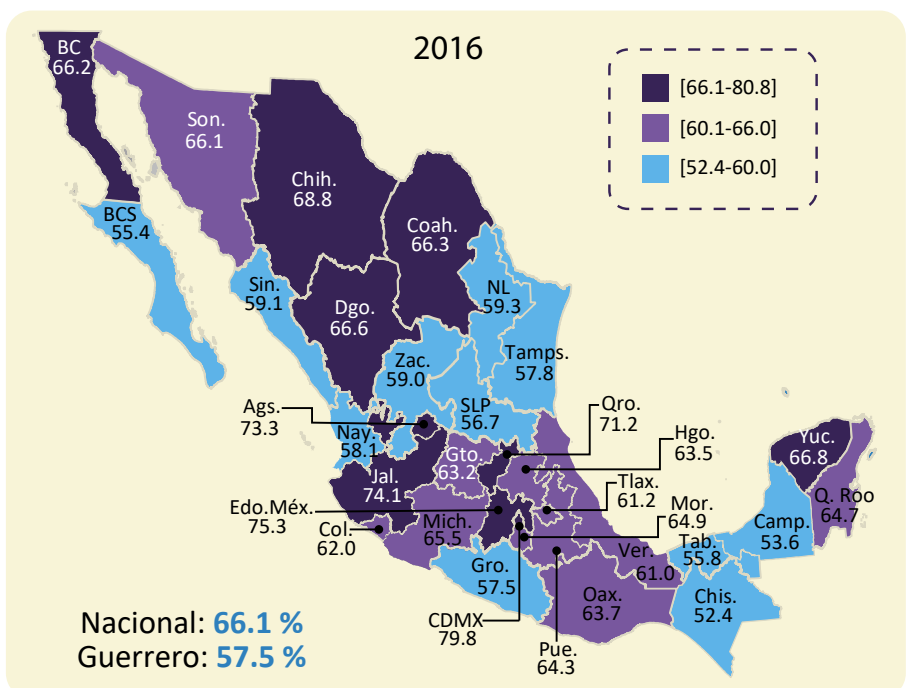 2016
[66.1-80.8]
[60.1-66.0]
[52.4-60.0]
BC
66.2
Son.
66.1
Chih.
68.8
Coah.
66.3
BCS
55.4
Sin.
59.1
Dgo.
66.6
NL
59.3
Zac.
59.0
Tamps.
57.8
SLP
56.7
Ags.
73.3
Nay.
58.1
Qro.
71.2
Hgo.
63.5
Gto.
63.2
Jal.
74.1
Tlax.
61.2
Edo.Méx.
75.3
Col.
62.0
Mich.
65.5
Mor.
64.9
Yuc.
66.8
Q. Roo
64.7
Camp.
53.6
Tab.
55.8
Ver.
61.0
Gro.
57.5
Oax.
63.7
Chis.
52.4
CDMX
79.8
Pue.
64.3
Nacional: 66.1 %
Guerrero: 57.5 %